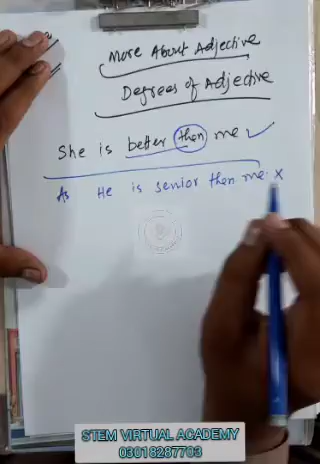 More About Adjective
Degrees of Adjective
She is better then me ✓
As He is senior then me. x
STEM VIRTUAL ACADEMY
03018287703